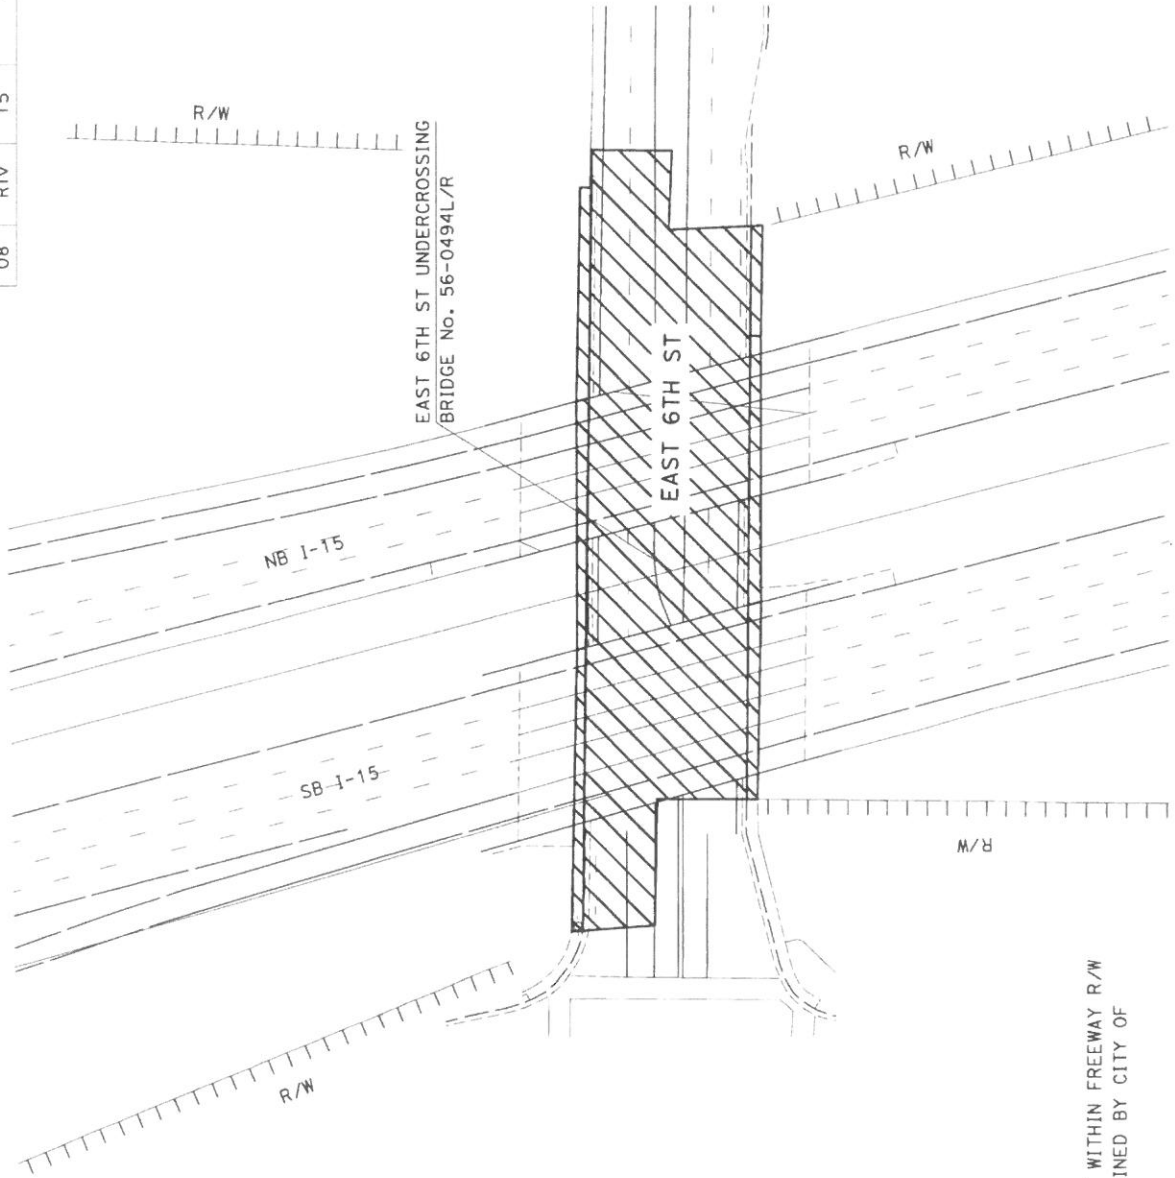 08 RIV 15
R/W
EAST 6TH ST UNDERCROSSING
BRIDGE No. 56-0494L/R
R/W
EAST 6TH ST
NB I-15
SB I-15
R/W
R/W
WITHIN FREEWAY R/W
INED BY CITY OF